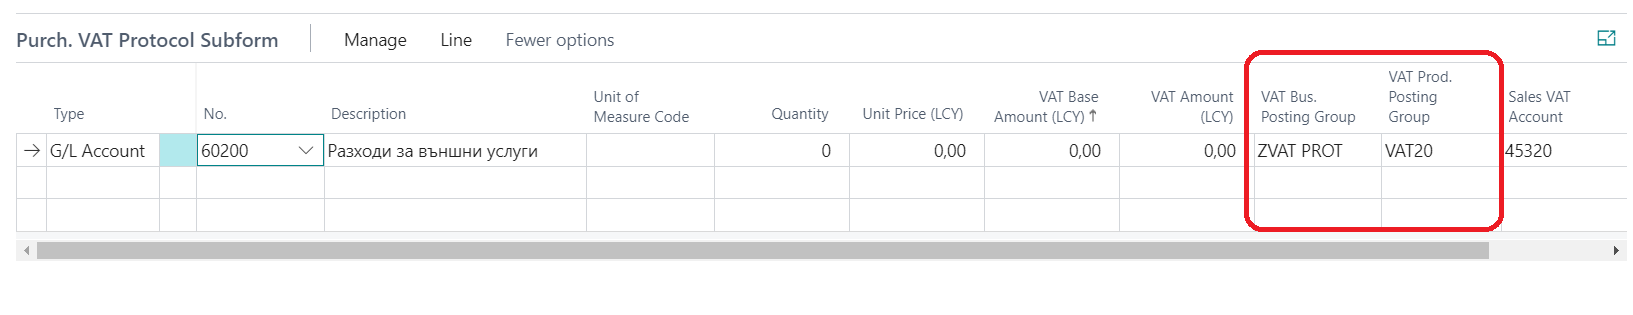 Purch. VAT Protocol Subform Manage Line Fewer options
Type No. Description Unit of Measure Code Quantity Unit Price (LCY) VAT Base Amount (LCY) ↑ VAT Amount (LCY) VAT Bus. Posting Group VAT Prod. Posting Group Sales VAT Account
→ G/L Account 60200 Разходи за външни услуги 0 0,00 0,00 0,00 ZVAT PROT VAT20 45320